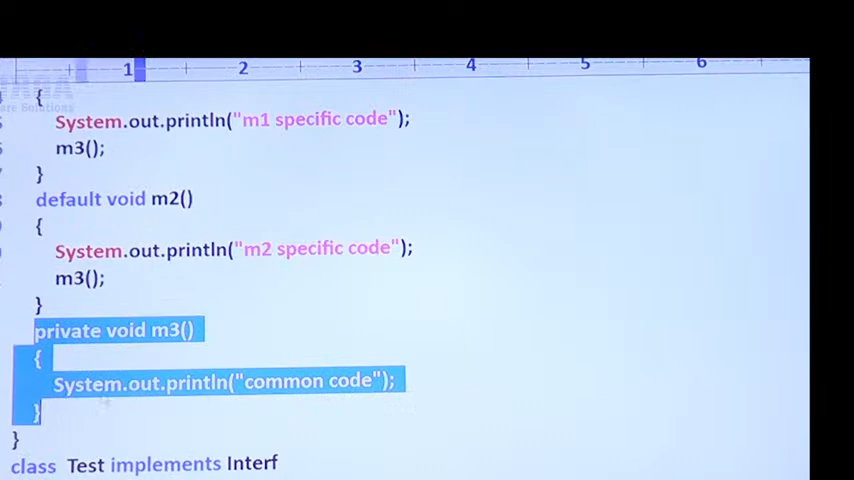 1 2 3 4 5 6
{
System.out.println("m1 specific code");
m3();
}
default void m2()
{
System.out.println("m2 specific code");
m3();
}
private void m3()
{
System.out.println("common code");
}
}
class Test implements Interf